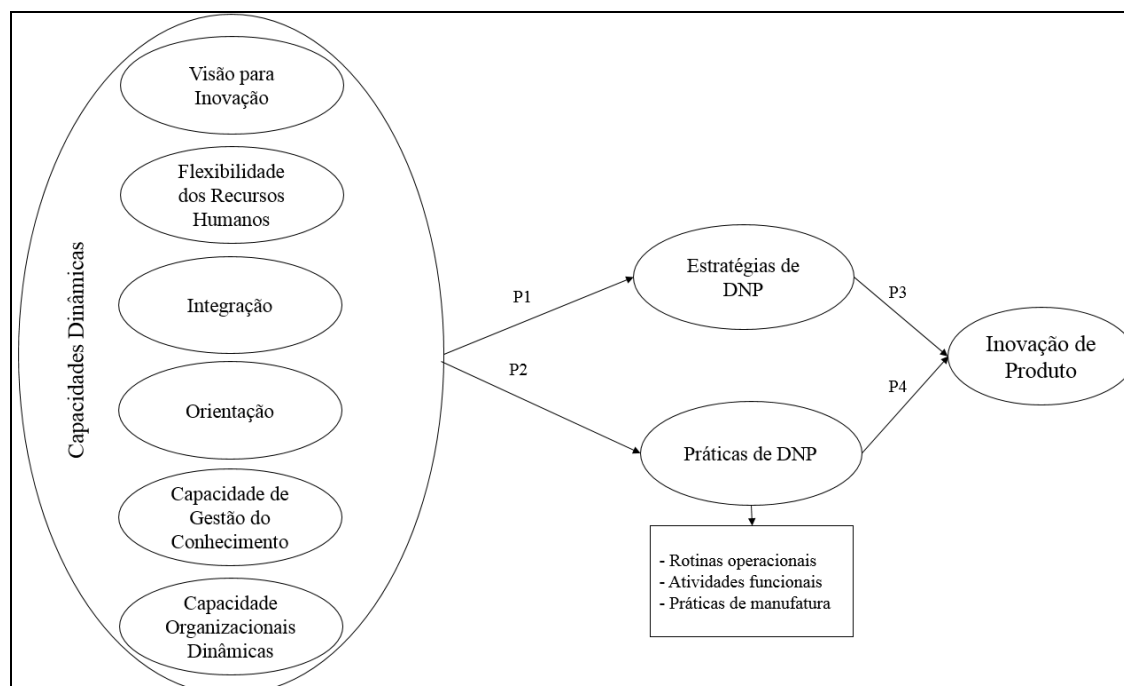 Capacidades Dinâmicas
Visão para
Inovação
Flexibilidade
dos Recursos
Humanos
Integração
Orientação
Capacidade de
Gestão do
Conhecimento
Capacidade
Organizacionais
Dinâmicas
P1
P2
Estratégias de
DNP
Práticas de DNP
- Rotinas operacionais
- Atividades funcionais
- Práticas de manufatura
P3
P4
Inovação de
Produto